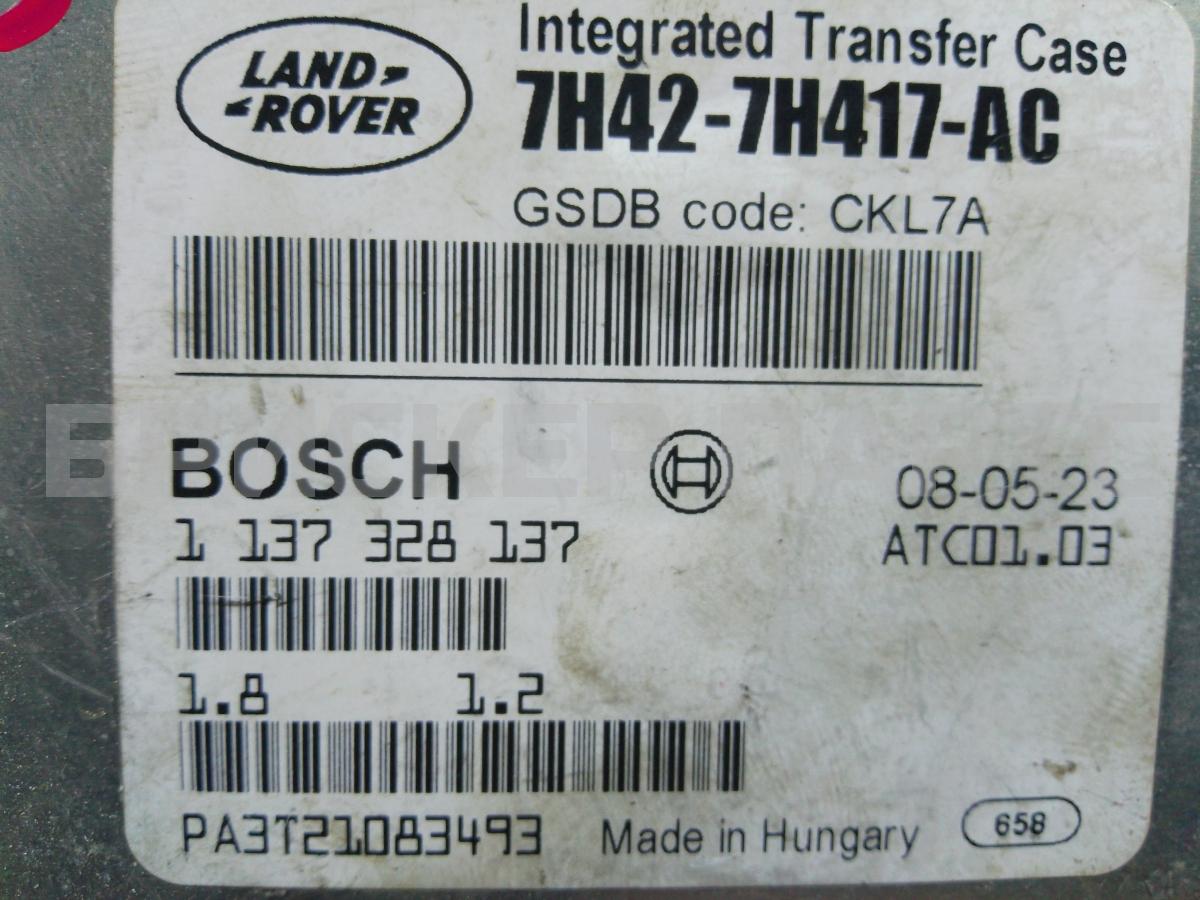 LAND
ROVER
Integrated Transfer Case
7H42-7H417-AC
GSDB code: CKL7A
BOSCH
08-05-23
1 137 328 137
ATC01.03
1.8 1.2
PA3T21083493 Made in Hungary 658